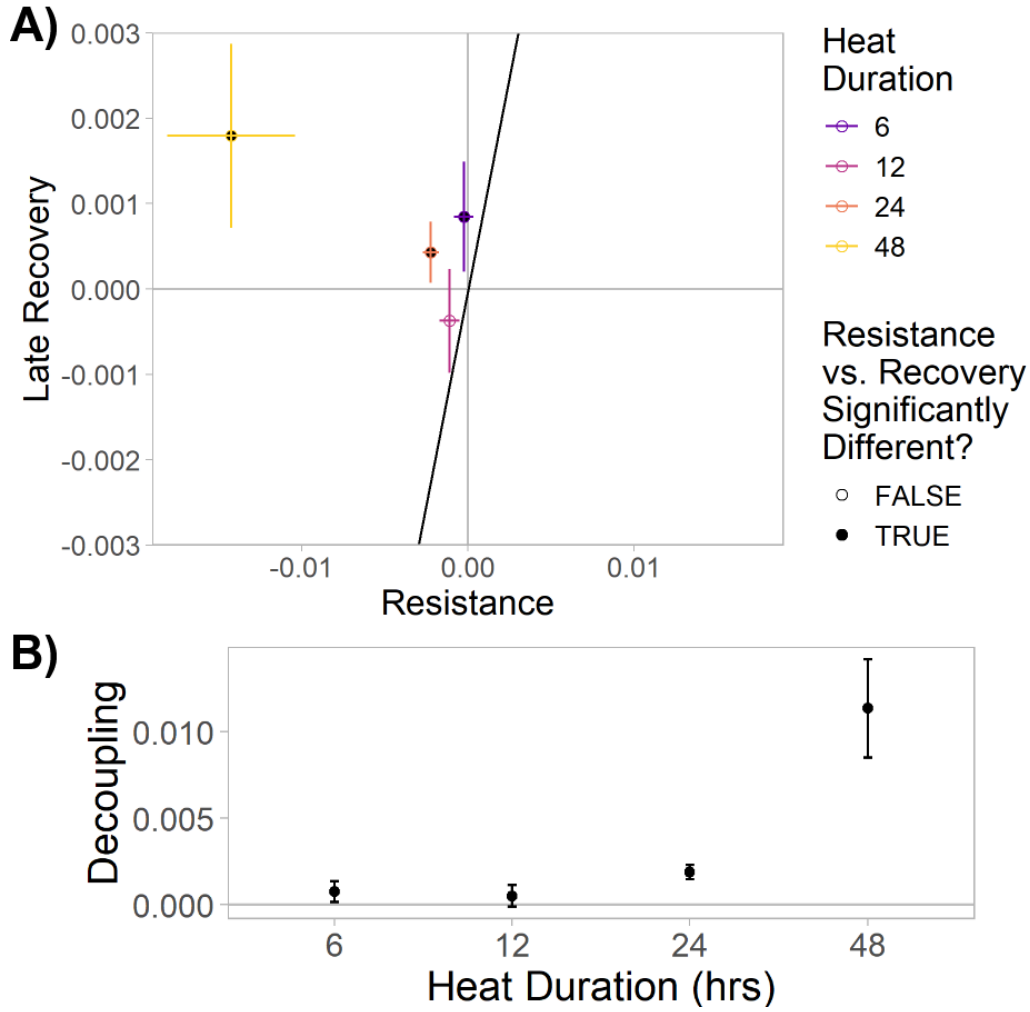 A)
0.003
0.002
0.001
0.000
-0.001
-0.002
-0.003
Late Recovery
-0.01
0.00
0.01
Resistance
Heat
Duration
6
12
24
48
Resistance
vs. Recovery
Significantly
Different?
FALSE
TRUE
B)
Decoupling
0.010
0.005
0.000
6
12
24
48
Heat Duration (hrs)